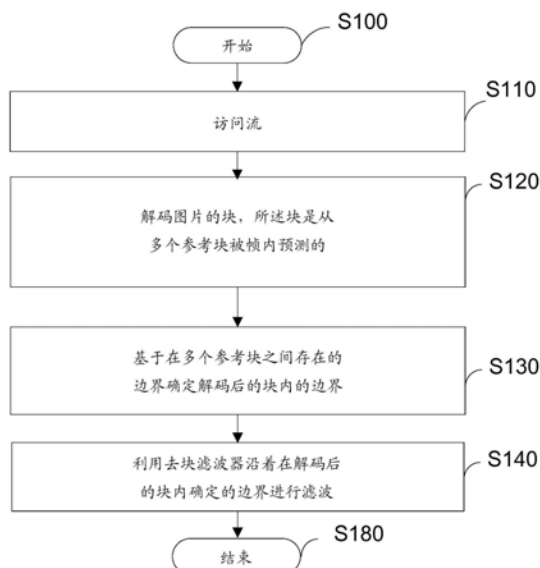 S100
开始
S110
访问流
S120
解码图片的块，所述块是从
多个参考块被帧内预测的
S130
基于在多个参考块之间存在的
边界确定解码后的块内的边界
S140
利用去块滤波器沿着在解码后
的块内确定的边界进行滤波
S180
结束